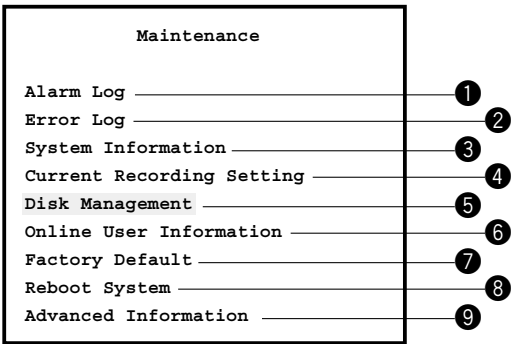 Maintenance
Alarm Log 1
Error Log 2
System Information 3
Current Recording Setting 4
Disk Management 5
Online User Information 6
Factory Default 7
Reboot System 8
Advanced Information 9